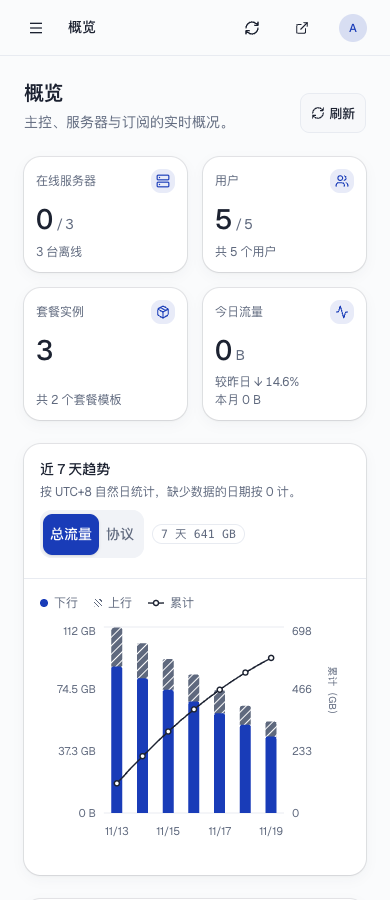 概览
A
概览
主控、服务器与订阅的实时概况。
刷新
在线服务器
0 / 3
3 台离线
用户
5 / 5
共 5 个用户
套餐实例
3
共 2 个套餐模板
今日流量
0 B
较昨日 ↓ 14.6%
本月 0 B
近 7 天趋势
按 UTC+8 自然日统计，缺少数据的日期按 0 计。
总流量 协议 7 天 641 GB
下行 上行 累计
112 GB
74.5 GB
37.3 GB
0 B
698
466
233
0
累计 (GB)
11/13 11/15 11/17 11/19